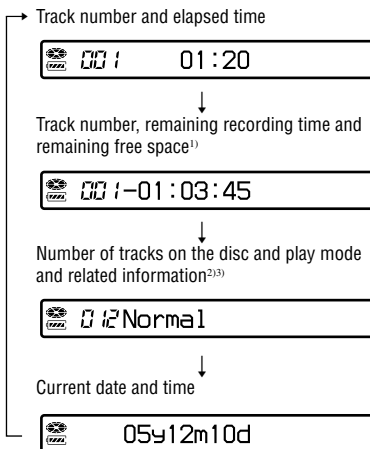 Track number and elapsed time
001 01:20
Track number, remaining recording time and
remaining free space1)
001-01:03:45
Number of tracks on the disc and play mode
and related information2)3)
012Normal
Current date and time
05y12m10d